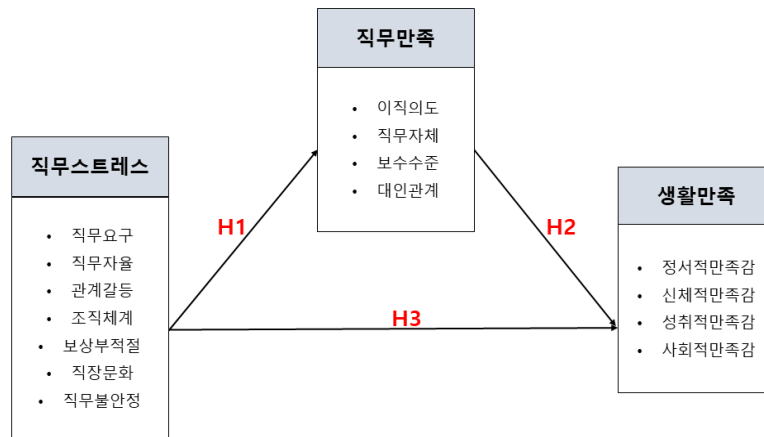 직무만족
• 이직의도
• 직무자체
• 보수수준
• 대인관계
직무스트레스
• 직무요구
• 직무자율
• 관계갈등
• 조직체계
• 보상부적절
• 직장문화
• 직무불안정
생활만족
• 정서적만족감
• 신체적만족감
• 성취적만족감
• 사회적만족감
H1
H2
H3